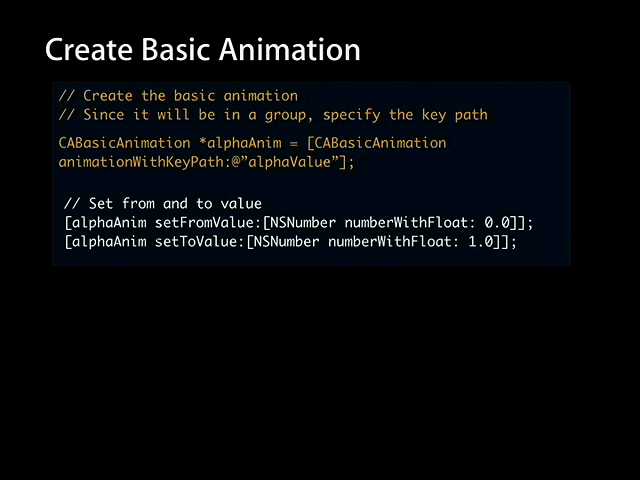 Create Basic Animation
// Create the basic animation
// Since it will be in a group, specify the key path
CABasicAnimation *alphaAnim = [CABasicAnimation
animationWithKeyPath:@”alphaValue”];
// Set from and to value
[alphaAnim setFromValue:[NSNumber numberWithFloat: 0.0]];
[alphaAnim setToValue:[NSNumber numberWithFloat: 1.0]];